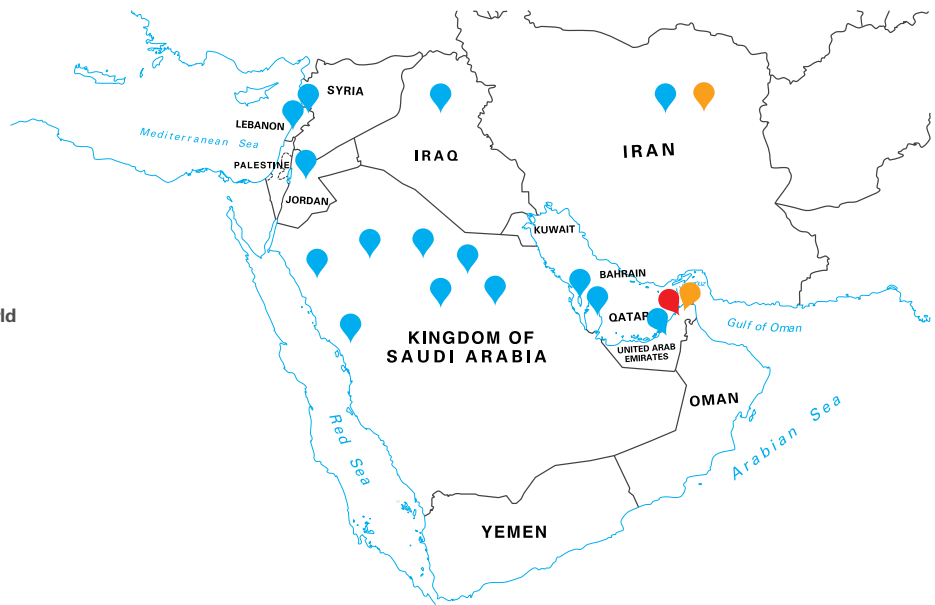 SYRIA
LEBANON
Mediterranean Sea
PALESTINE
IRAQ
IRAN
JORDAN
KUWAIT
BAHRAIN
QATAR
ld
KINGDOM OF
SAUDI ARABIA
UNITED ARAB
EMIRATES
Gulf of Oman
OMAN
Red Sea
Arabian Sea
YEMEN